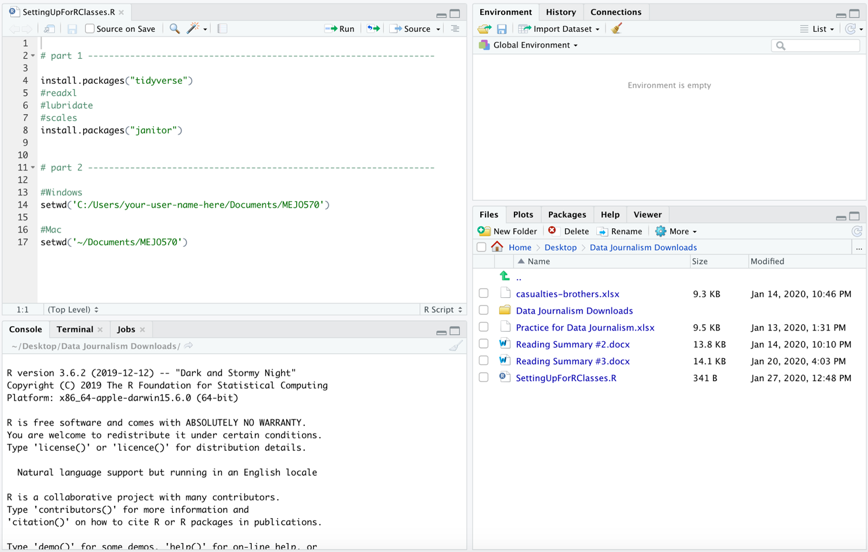 SettingUpForRClasses.R
Source on Save
Run
Source
1
2 # part 1 ----------------------------------------------------------------
3
4 install.packages("tidyverse")
5 #readxl
6 #lubridate
7 #scales
8 install.packages("janitor")
9
10
11 # part 2 ----------------------------------------------------------------
12
13 #Windows
14 setwd('C:/Users/your-user-name-here/Documents/MEJO570')
15
16 #Mac
17 setwd('~/Documents/MEJO570')
1:1 (Top Level) R Script
Console Terminal Jobs
~/Desktop/Data Journalism Downloads/
R version 3.6.2 (2019-12-12) -- "Dark and Stormy Night"
Copyright (C) 2019 The R Foundation for Statistical Computing
Platform: x86_64-apple-darwin15.6.0 (64-bit)
R is free software and comes with ABSOLUTELY NO WARRANTY.
You are welcome to redistribute it under certain conditions.
Type 'license()' or 'licence()' for distribution details.
Natural language support but running in an English locale
R is a collaborative project with many contributors.
Type 'contributors()' for more information and
'citation()' on how to cite R or R packages in publications.
Type 'demo()' for some demos, 'help()' for on-line help, or
Environment History Connections
Import Dataset List
Global Environment
Environment is empty
Files Plots Packages Help Viewer
New Folder Delete Rename More
Home Desktop Data Journalism Downloads ...
Name Size Modified
..
casualties-brothers.xlsx 9.3 KB Jan 14, 2020, 10:46 PM
Data Journalism Downloads
Practice for Data Journalism.xlsx 9.5 KB Jan 13, 2020, 1:31 PM
Reading Summary #2.docx 13.8 KB Jan 14, 2020, 10:10 PM
Reading Summary #3.docx 14.1 KB Jan 20, 2020, 4:03 PM
SettingUpForRClasses.R 341 B Jan 27, 2020, 12:48 PM